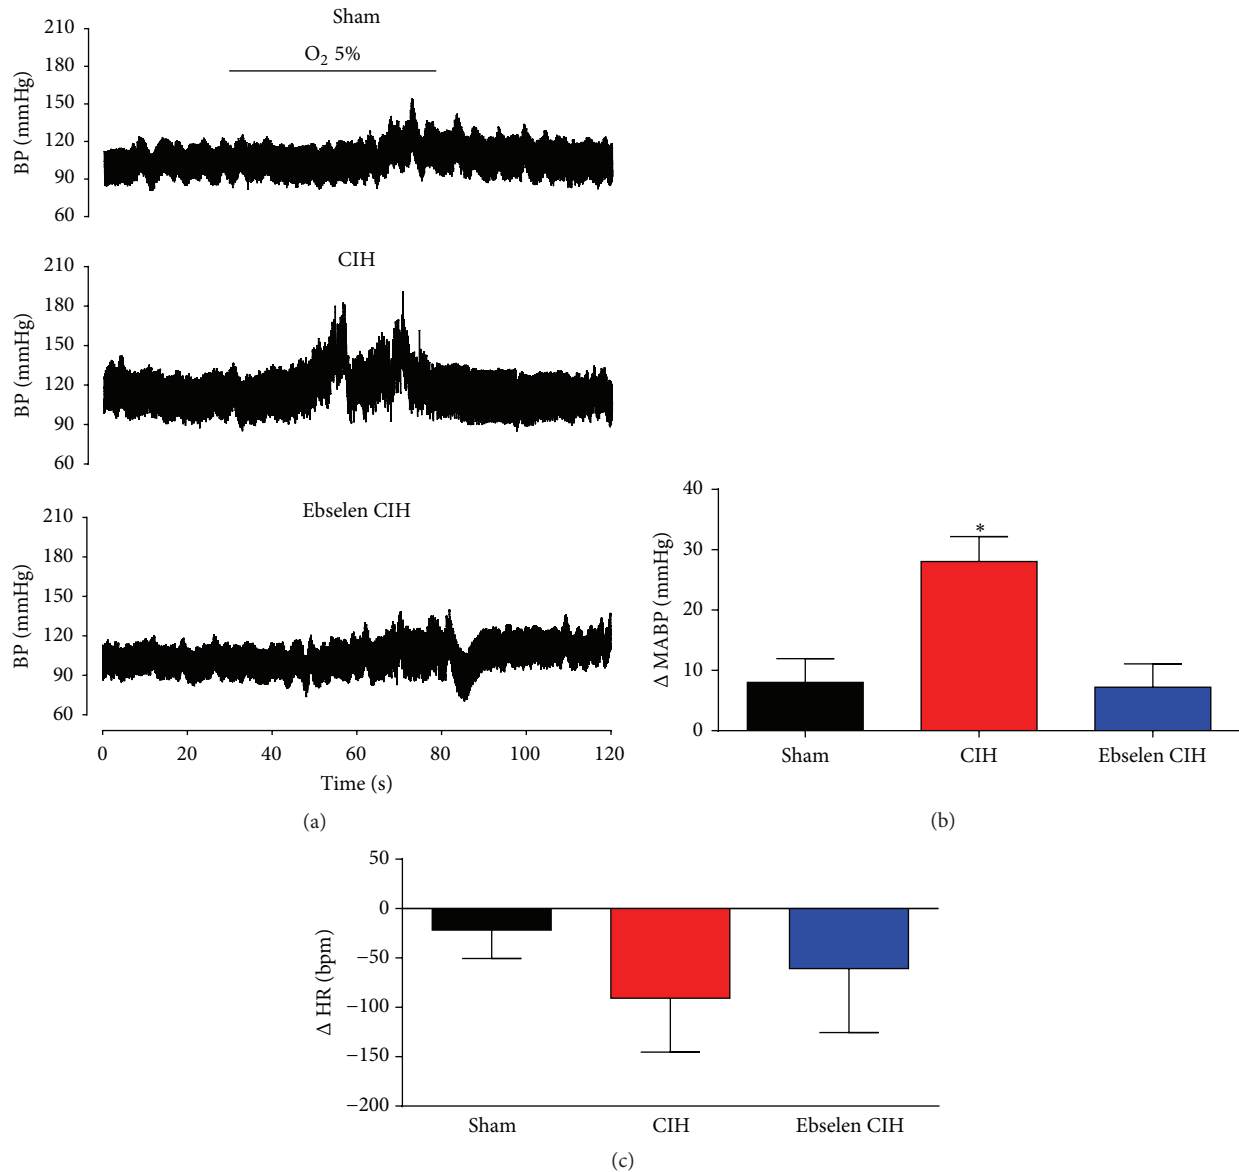 Sham
O₂ 5%
210
180
150
120
90
60
BP (mmHg)
CIH
210
180
150
120
90
60
BP (mmHg)
Ebselen CIH
210
180
150
120
90
60
BP (mmHg)
0 20 40 60 80 100 120
Time (s)
(a)
40
30
20
10
0
Δ MABP (mmHg)
*
Sham CIH Ebselen CIH
(b)
50
0
−50
−100
−150
−200
Δ HR (bpm)
Sham CIH Ebselen CIH
(c)